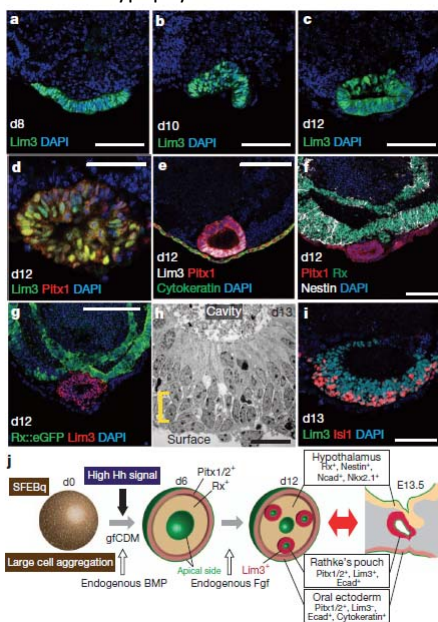 a
d8
Lim3 DAPI
b
d10
Lim3 DAPI
c
d12
Lim3 DAPI
d
d12
Lim3 Pitx1 DAPI
e
d12
Lim3 Pitx1
Cytokeratin DAPI
f
d12
Pitx1 Rx
Nestin DAPI
g
d12
Rx::eGFP Lim3 DAPI
h
Cavity
d13
Surface
i
d13
Lim3 Isl1 DAPI
j
SFEBq
d0
High Hh signal
gfCDM
Large cell aggregation
Endogenous BMP
d6
Pitx1/2⁺
Rx⁺
Apical side
Endogenous Fgf
d12
Lim3⁺
Hypothalamus
Rx⁺, Nestin⁺,
Ncad⁺, Nkx2.1⁺
E13.5
Rathke's pouch
Pitx1/2⁺, Lim3⁺,
Ecad⁺
Oral ectoderm
Pitx1/2⁺, Lim3⁻,
Ecad⁺, Cytokeratin⁺